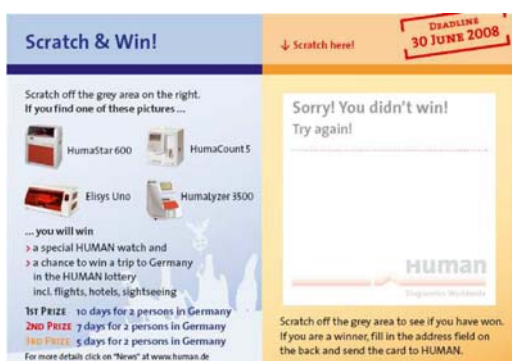 Scratch & Win!
Scratch off the grey area on the right.
If you find one of these pictures ...
HumaStar 600
HumaCount 5
Elisys Uno
Humalyzer 3500
... you will win
> a special HUMAN watch and
> a chance to win a trip to Germany
in the HUMAN lottery
incl. flights, hotels, sightseeing
1ST PRIZE 10 days for 2 persons in Germany
2ND PRIZE 7 days for 2 persons in Germany
3RD PRIZE 5 days for 2 persons in Germany
For more details click on "News" at www.human.de
↓ Scratch here!
DEADLINE
30 JUNE 2008
Sorry! You didn't win!
Try again!
Human
Diagnostics Worldwide
Scratch off the grey area to see if you have won.
If you are a winner, fill in the address field on
the back and send the card to HUMAN.